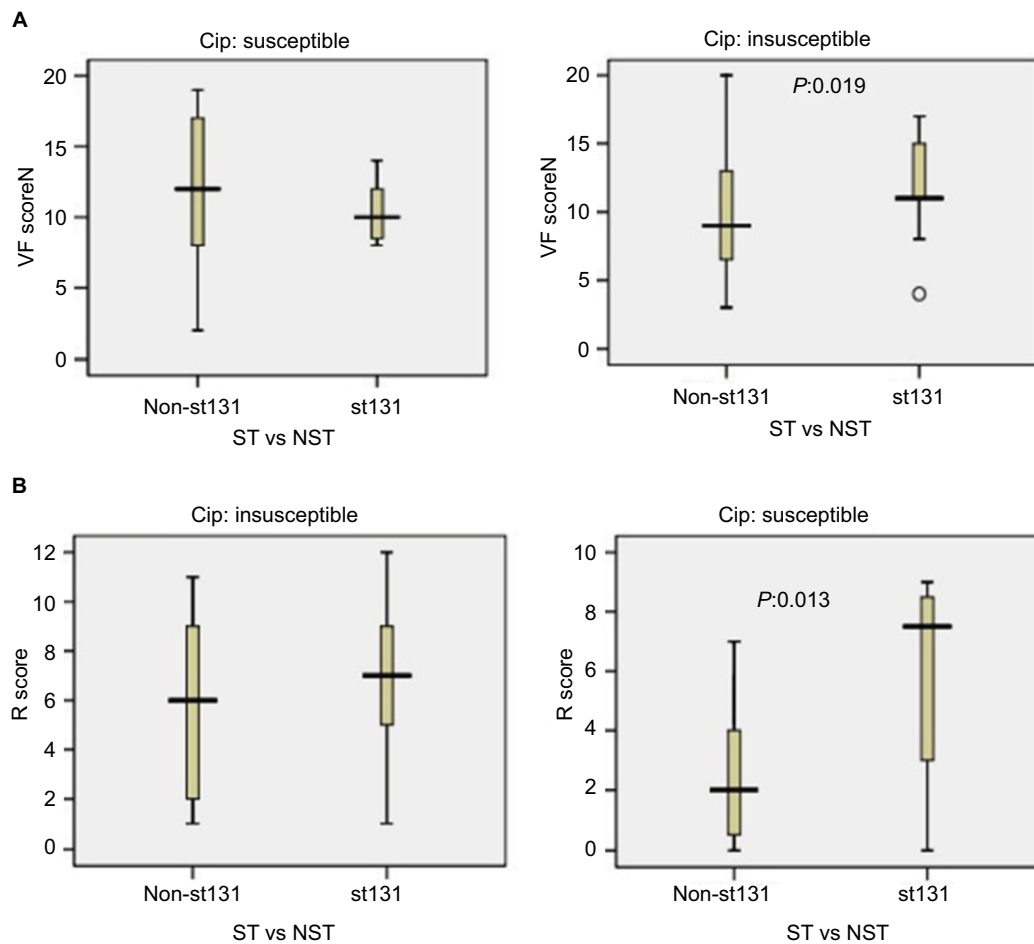 A
Cip: susceptible
20
15
10
5
0
VF scoreN
Non-st131 st131
ST vs NST
Cip: insusceptible
P:0.019
20
15
10
5
0
VF scoreN
Non-st131 st131
ST vs NST
B
Cip: insusceptible
12
10
8
6
4
2
0
R score
Non-st131 st131
ST vs NST
Cip: susceptible
P:0.013
10
8
6
4
2
0
R score
Non-st131 st131
ST vs NST